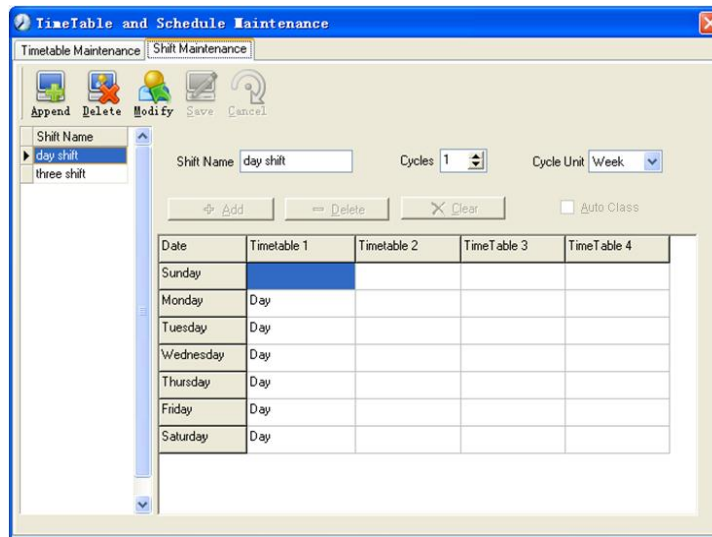 TimeTable and Schedule Maintenance
Timetable Maintenance Shift Maintenance
Append Delete Modify Save Cancel
Shift Name
day shift
three shift
Shift Name day shift Cycles 1 Cycle Unit Week
Add Delete Clear Auto Class
Date Timetable 1 Timetable 2 TimeTable 3 TimeTable 4
Sunday
Monday Day
Tuesday Day
Wednesday Day
Thursday Day
Friday Day
Saturday Day